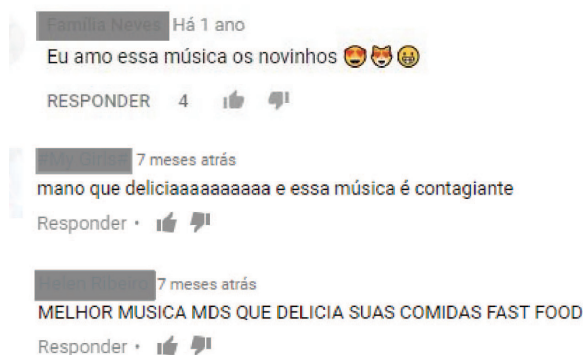 Há 1 ano
Eu amo essa música os novinhos 😍😻😁
RESPONDER 4
7 meses atrás
mano que deliciaaaaaaaaaa e essa música é contagiante
Responder •
7 meses atrás
MELHOR MUSICA MDS QUE DELICIA SUAS COMIDAS FAST FOOD
Responder •